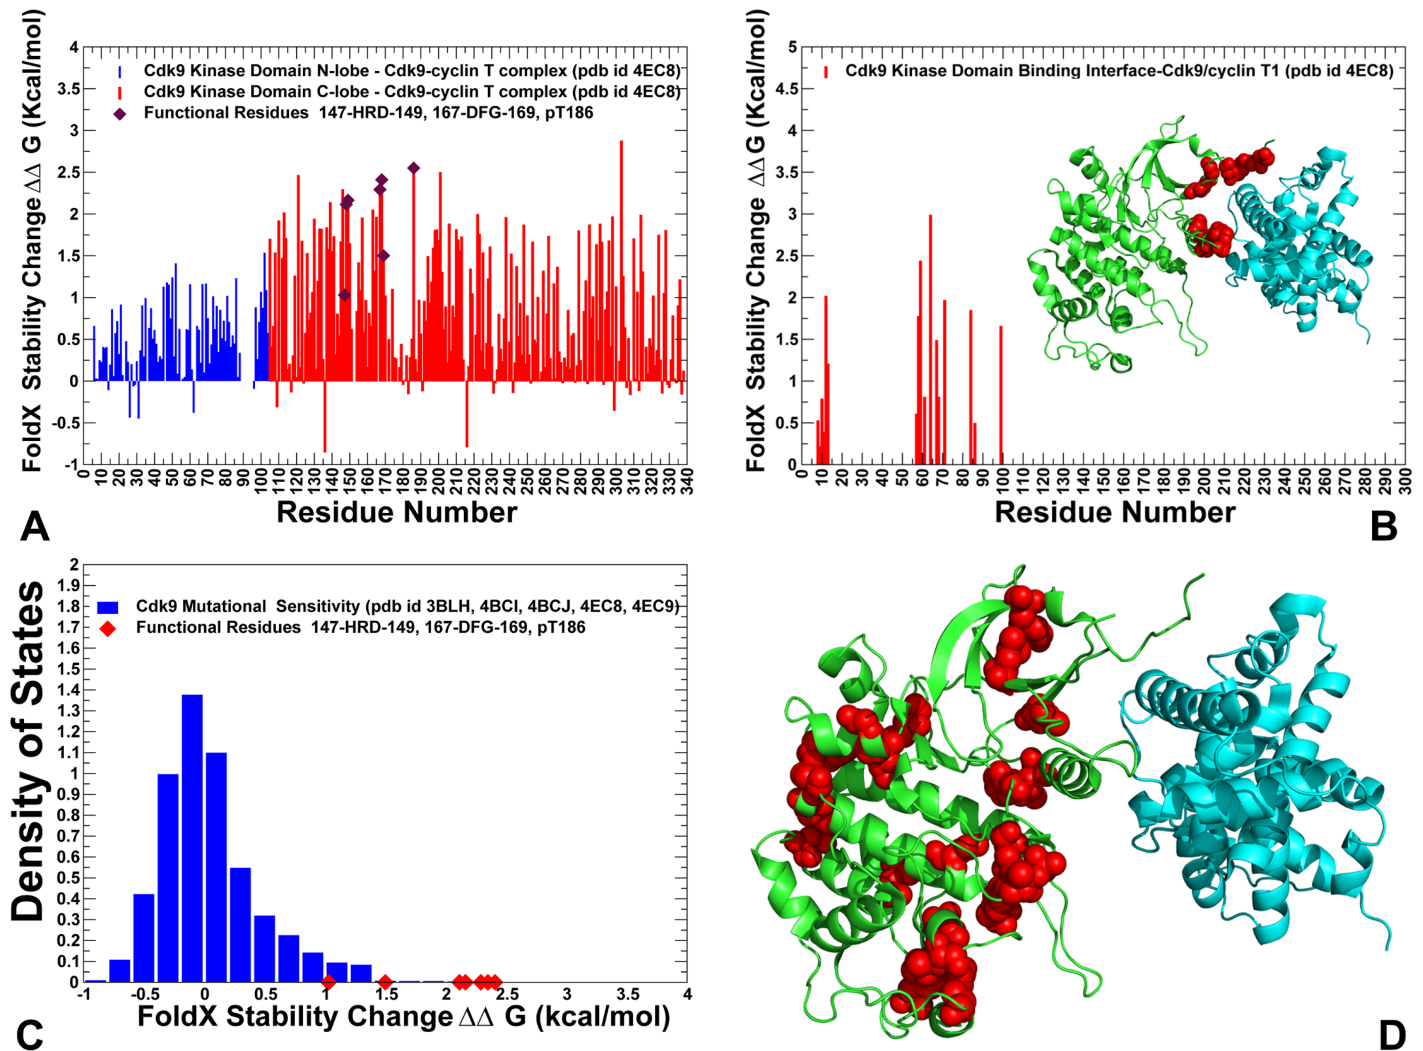 FoldX Stability Change ΔΔ G (Kcal/mol)
4
3.5
3
2.5
2
1.5
1
0.5
0
-0.5
-1
Cdk9 Kinase Domain N-lobe - Cdk9-cyclin T complex (pdb id 4EC8)
Cdk9 Kinase Domain C-lobe - Cdk9-cyclin T complex (pdb id 4EC8)
Functional Residues 147-HRD-149, 167-DFG-169, pT186
0 10 20 30 40 50 60 70 80 90 100 110 120 130 140 150 160 170 180 190 200 210 220 230 240 250 260 270 280 290 300 310 320 330 340
Residue Number
A
FoldX Stability Change ΔΔ G (Kcal/mol)
5
4.5
4
3.5
3
2.5
2
1.5
1
0.5
0
Cdk9 Kinase Domain Binding Interface-Cdk9/cyclin T1 (pdb id 4EC8)
0 10 20 30 40 50 60 70 80 90 100 110 120 130 140 150 160 170 180 190 200 210 220 230 240 250 260 270 280 290 300
Residue Number
B
Density of States
2
1.9
1.8
1.7
1.6
1.5
1.4
1.3
1.2
1.1
1
0.9
0.8
0.7
0.6
0.5
0.4
0.3
0.2
0.1
0
Cdk9 Mutational Sensitivity (pdb id 3BLH, 4BCI, 4BCJ, 4EC8, 4EC9)
Functional Residues 147-HRD-149, 167-DFG-169, pT186
-1 -0.5 0 0.5 1 1.5 2 2.5 3 3.5 4
FoldX Stability Change ΔΔ G (kcal/mol)
C
D